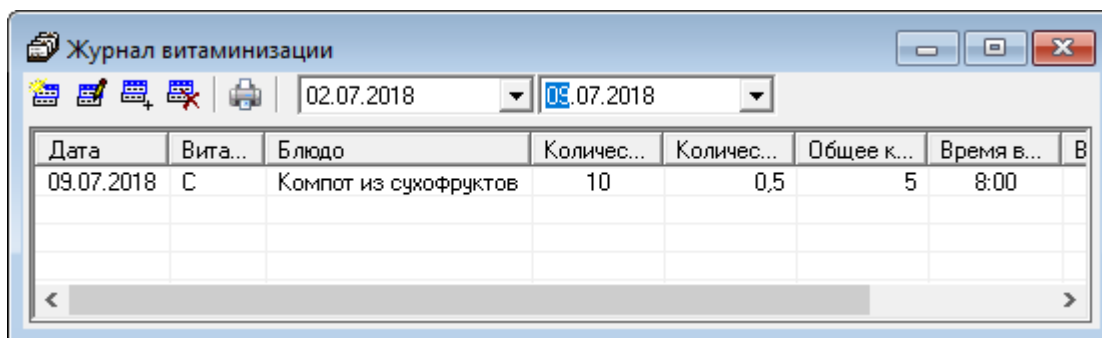 Журнал витаминизации
02.07.2018 09.07.2018
Дата Вита... Блюдо Количес... Количес... Общее к... Время в... В
09.07.2018 С Компот из сухофруктов 10 0,5 5 8:00